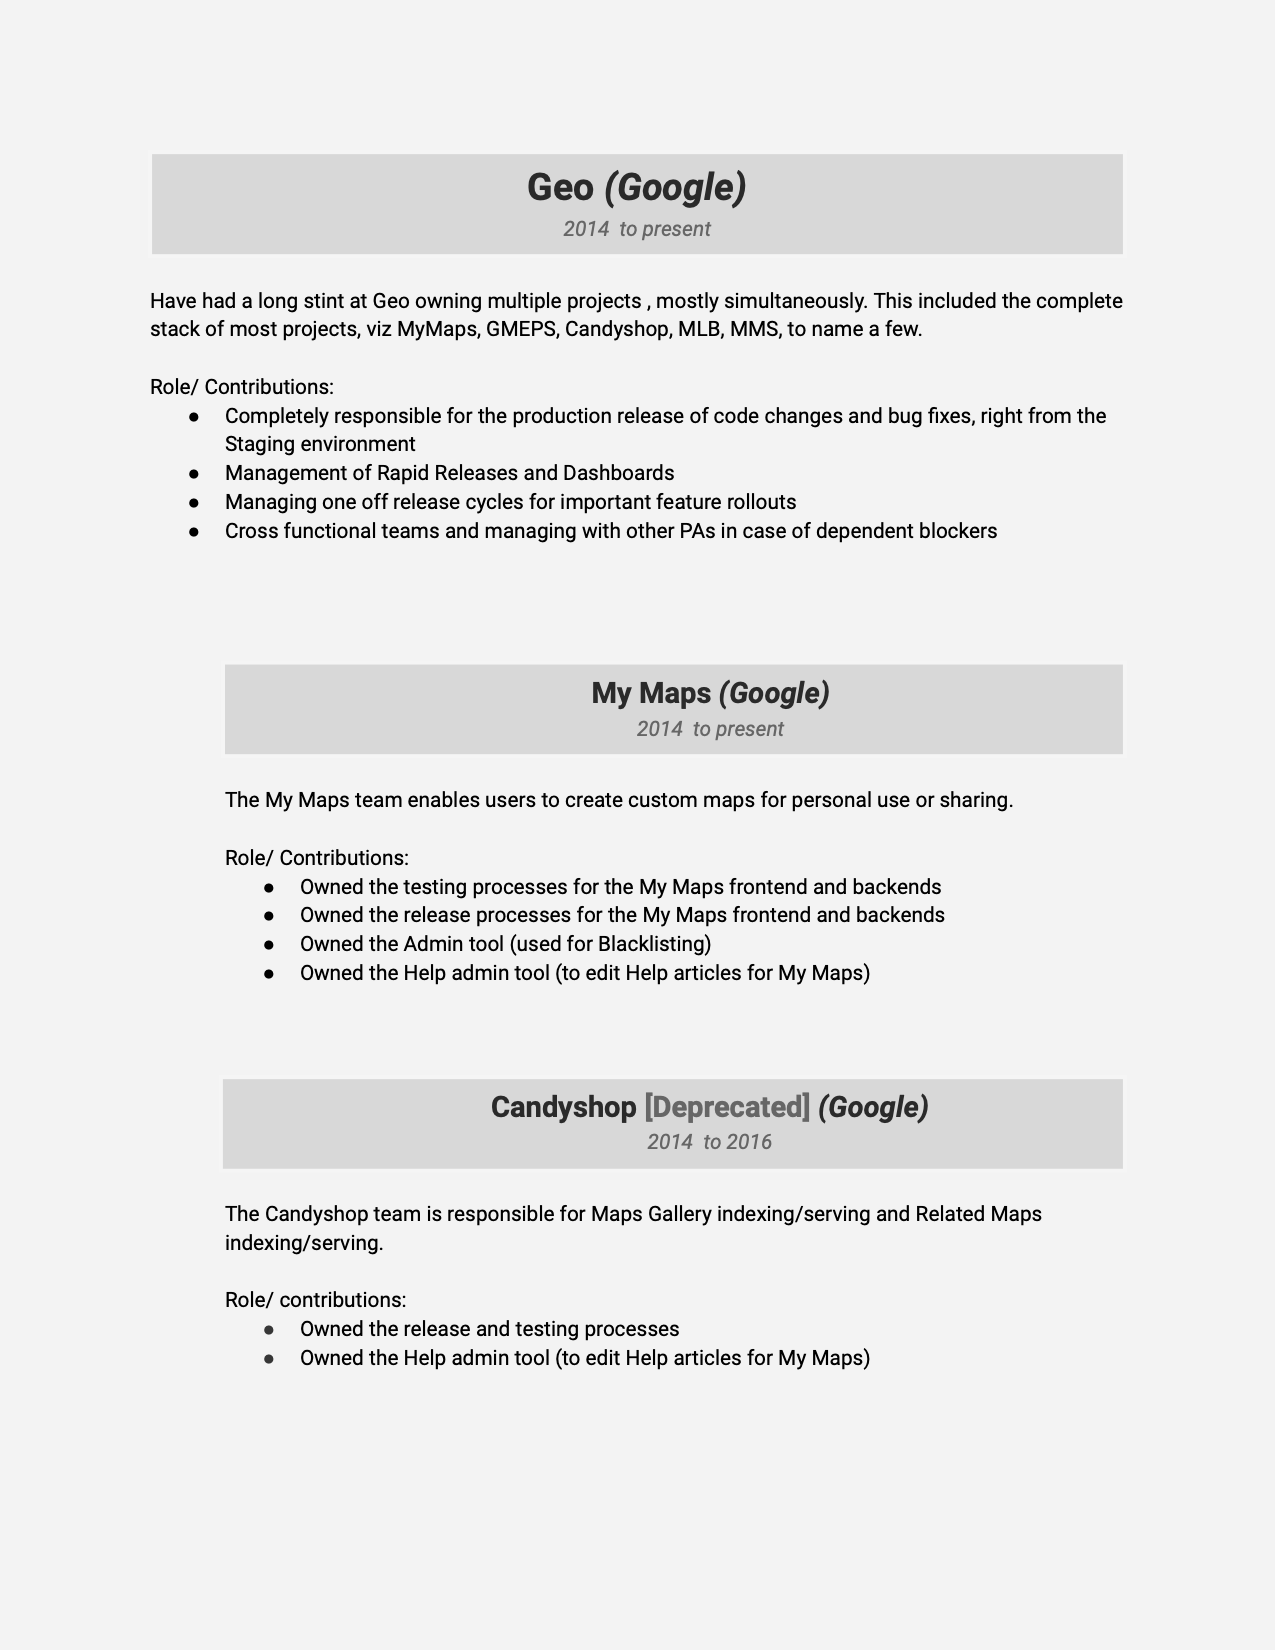 Geo (Google)
2014  to present
Have had a long stint at Geo owning multiple projects , mostly simultaneously. This included the complete
stack of most projects, viz MyMaps, GMEPS, Candyshop, MLB, MMS, to name a few.
Role/ Contributions:
● Completely responsible for the production release of code changes and bug fixes, right from the
Staging environment
● Management of Rapid Releases and Dashboards
● Managing one off release cycles for important feature rollouts
● Cross functional teams and managing with other PAs in case of dependent blockers
My Maps (Google)
2014  to present
The My Maps team enables users to create custom maps for personal use or sharing.
Role/ Contributions:
● Owned the testing processes for the My Maps frontend and backends
● Owned the release processes for the My Maps frontend and backends
● Owned the Admin tool (used for Blacklisting)
● Owned the Help admin tool (to edit Help articles for My Maps)
Candyshop [Deprecated] (Google)
2014  to 2016
The Candyshop team is responsible for Maps Gallery indexing/serving and Related Maps
indexing/serving.
Role/ contributions:
● Owned the release and testing processes
● Owned the Help admin tool (to edit Help articles for My Maps)